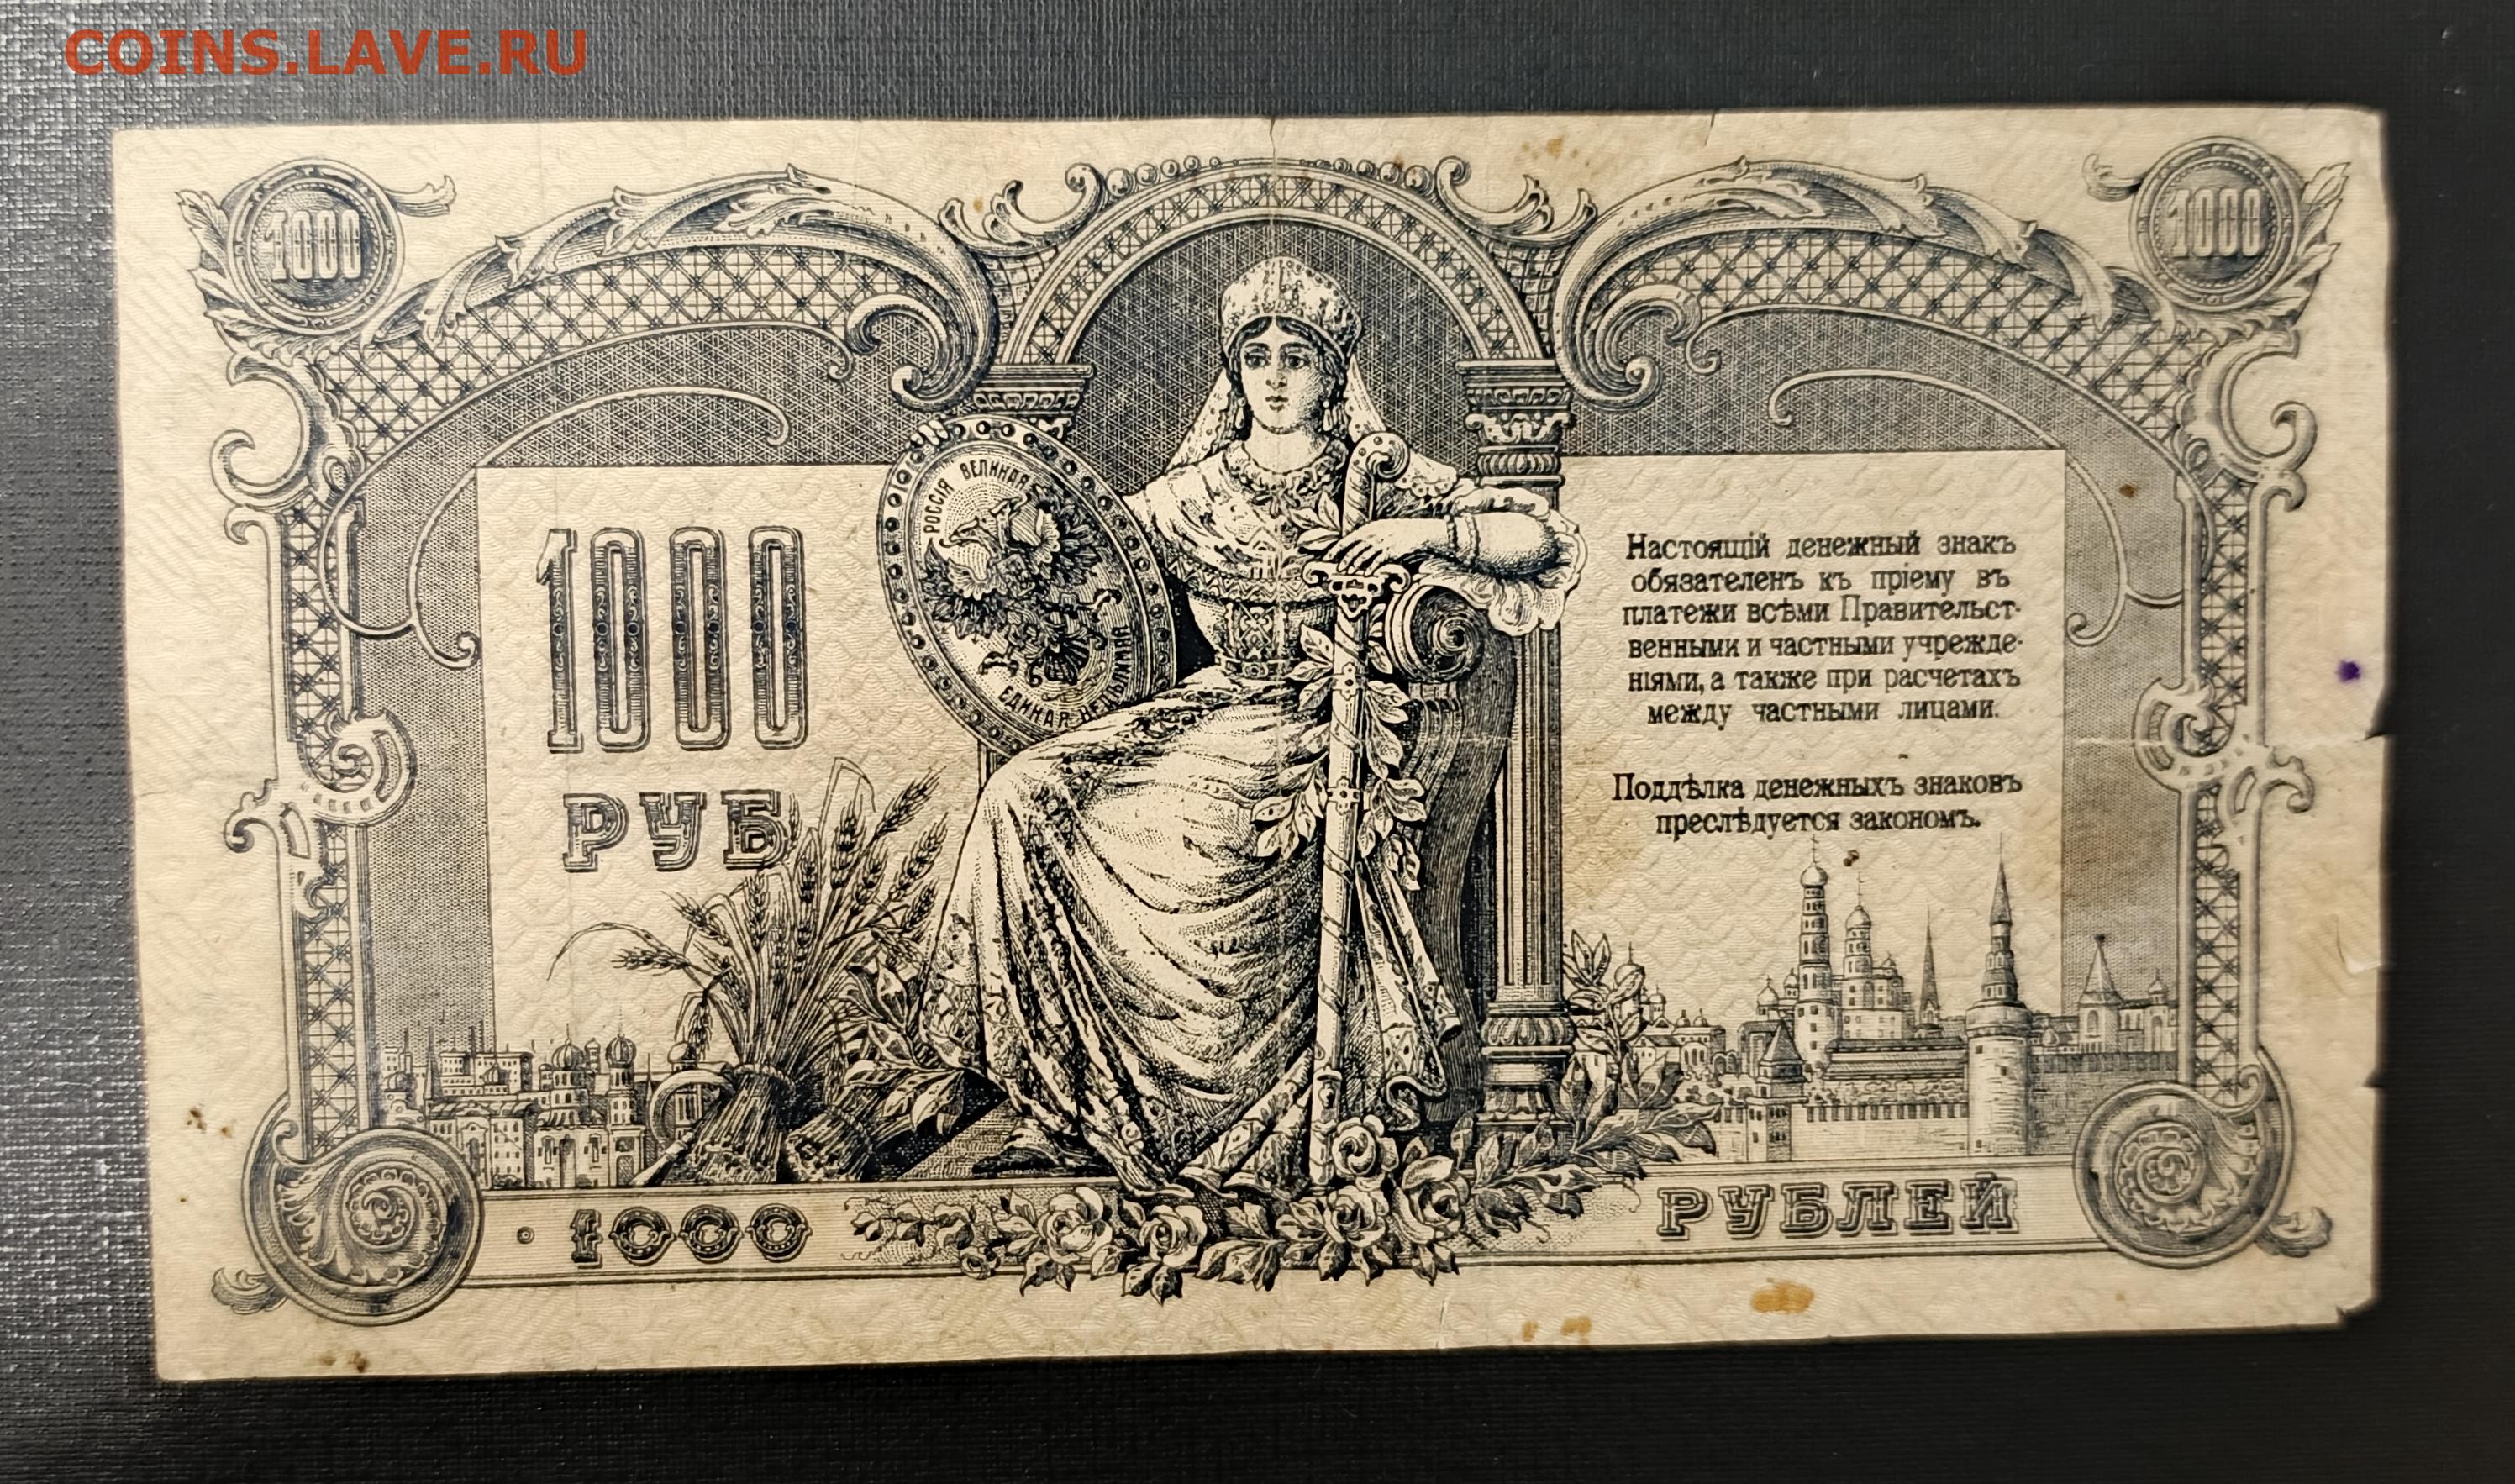 COINS.LAVE.RU
1000
1000
РОССІЯ ВЕЛИКАЯ
ЕДИНАЯ НЕДѢЛИМАЯ
1000
РУБ
Настоящій денежный знакъ
обязателенъ къ пріему въ
платежи всѣми Правительст-
венными и частными учрежде-
ніями, а также при расчетахъ
между частными лицами.
Поддѣлка денежныхъ знаковъ
преслѣдуется закономъ.
1000
РУБЛЕЙ